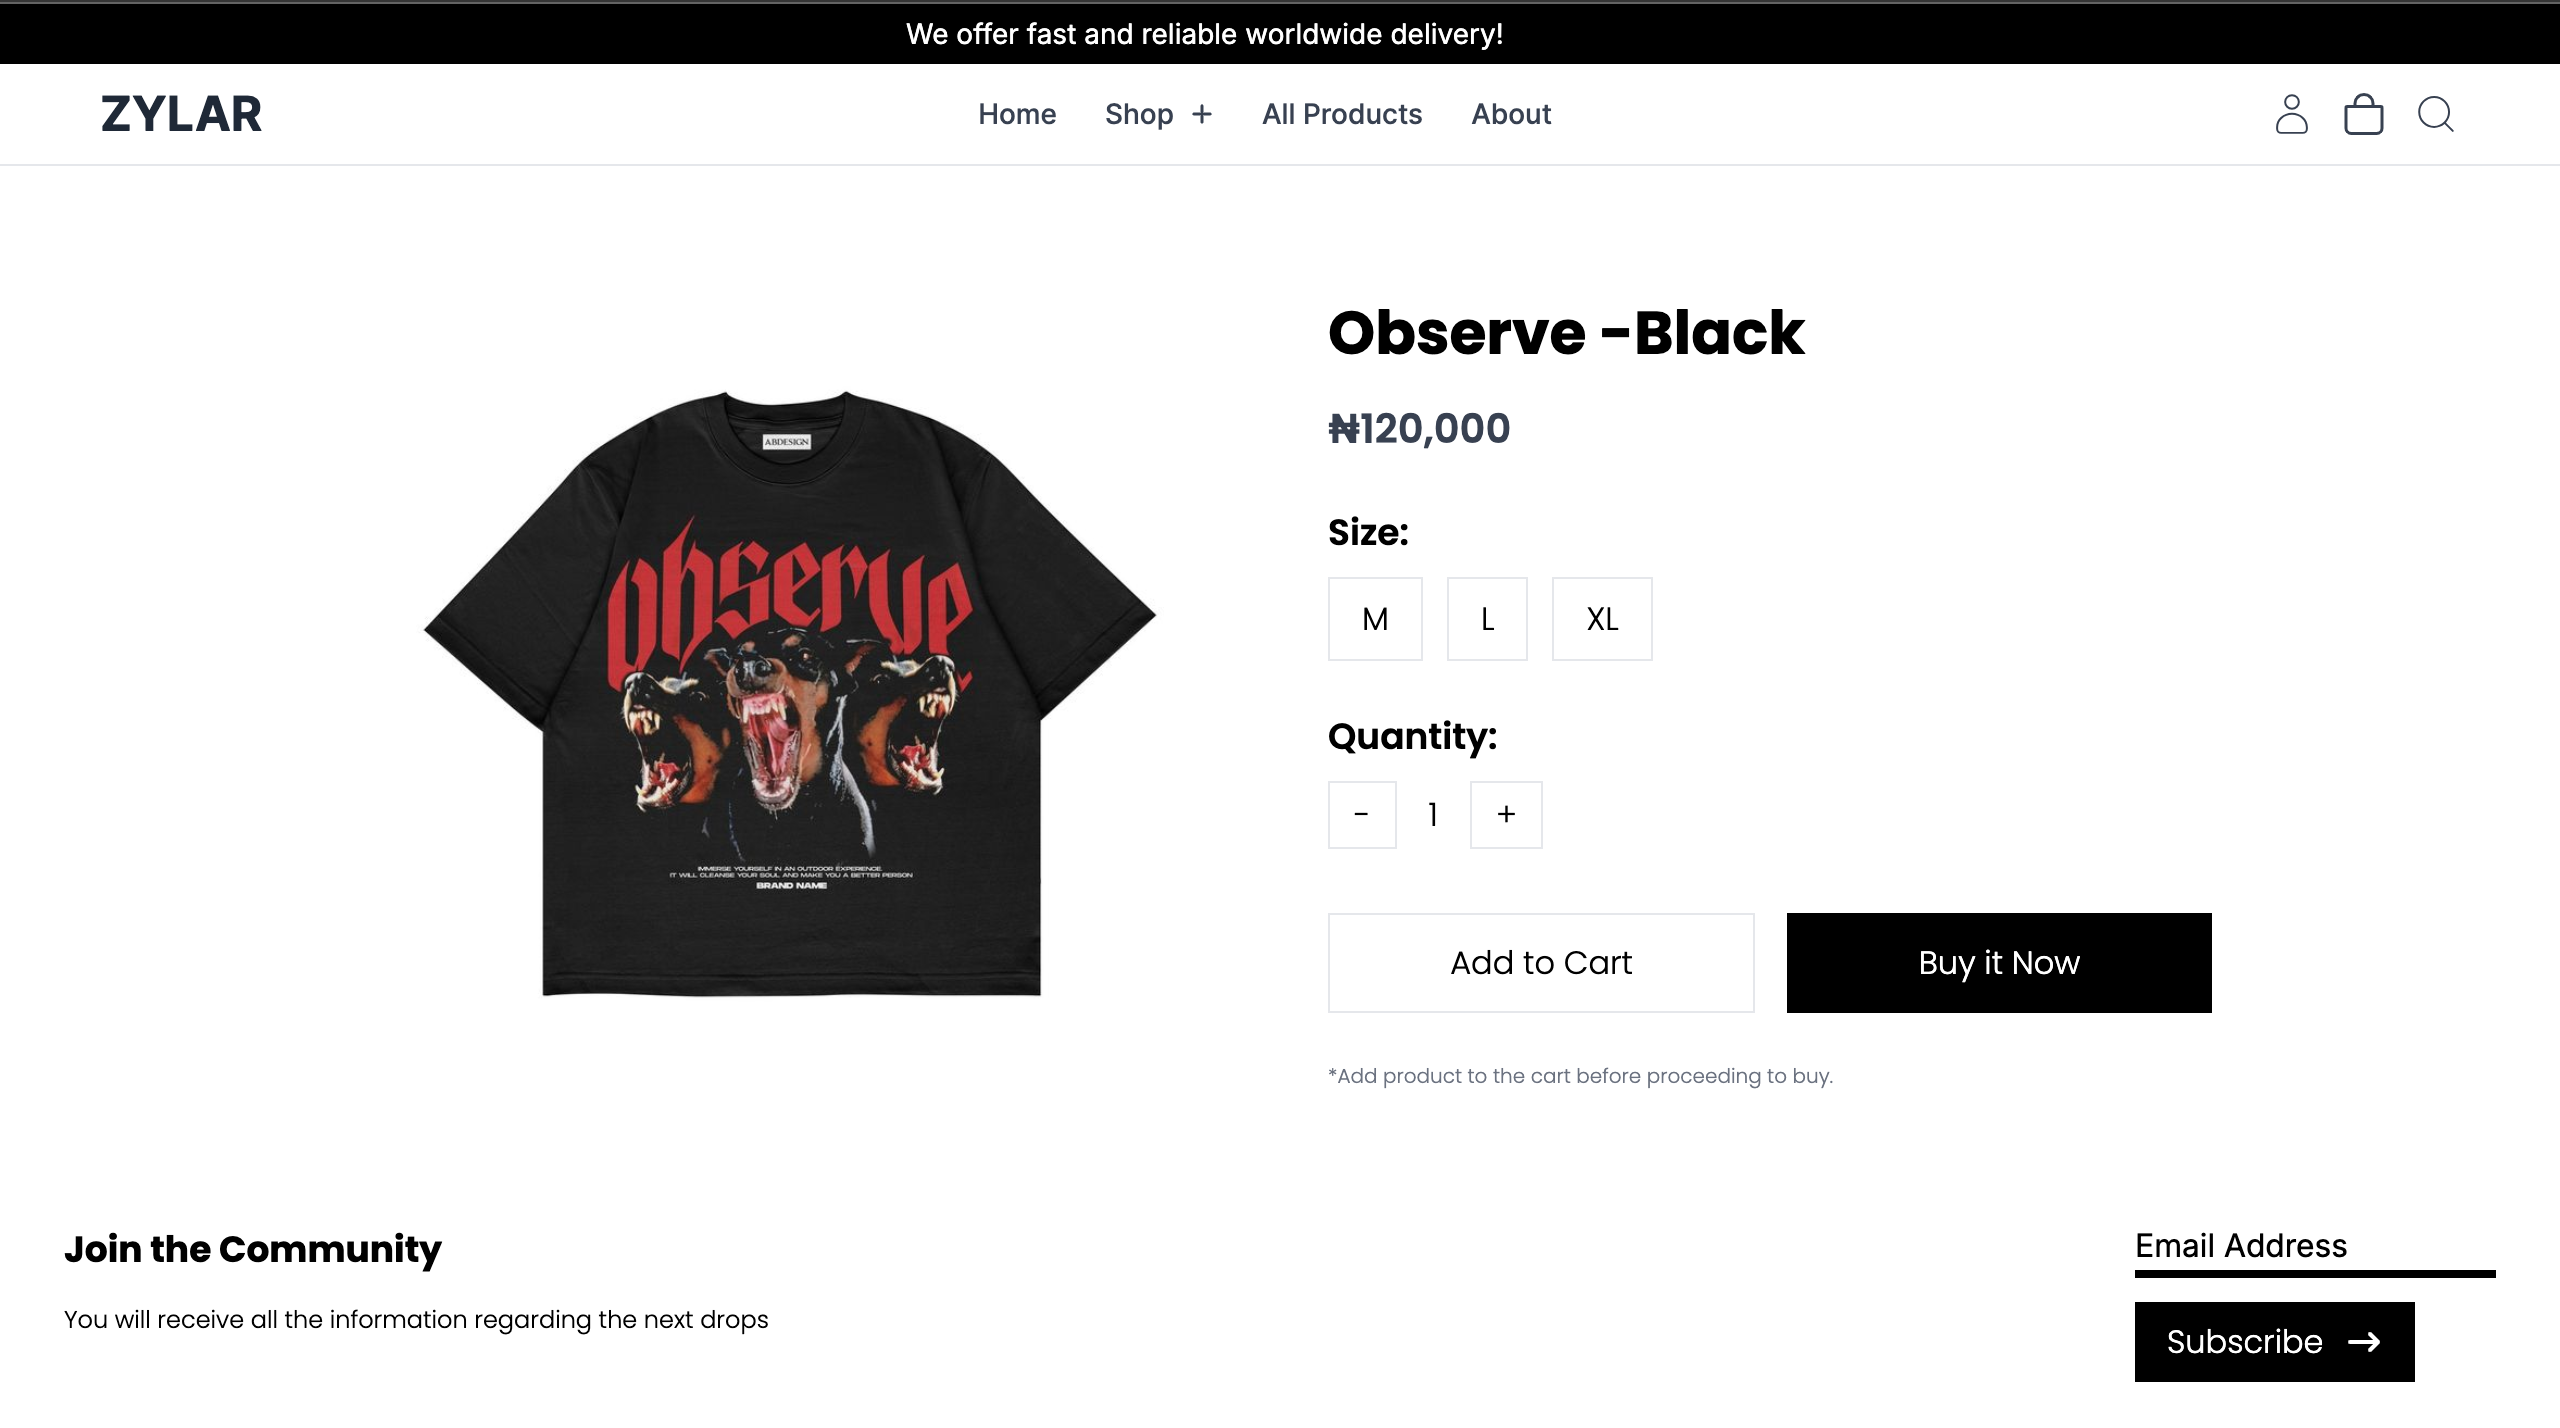 We offer fast and reliable worldwide delivery!
ZYLAR
Home Shop + All Products About
Observe -Black
₦120,000
ABDESIGN
observe
Size:
M L XL
Quantity:
- 1 +
IMMERSE YOURSELF IN AN OUTDOOR EXPERIENCE.
IT WILL CLEANSE YOUR SOUL AND MAKE YOU A BETTER PERSON
BRAND NAME
Add to Cart Buy it Now
*Add product to the cart before proceeding to buy.
Join the Community
You will receive all the information regarding the next drops
Email Address
Subscribe →